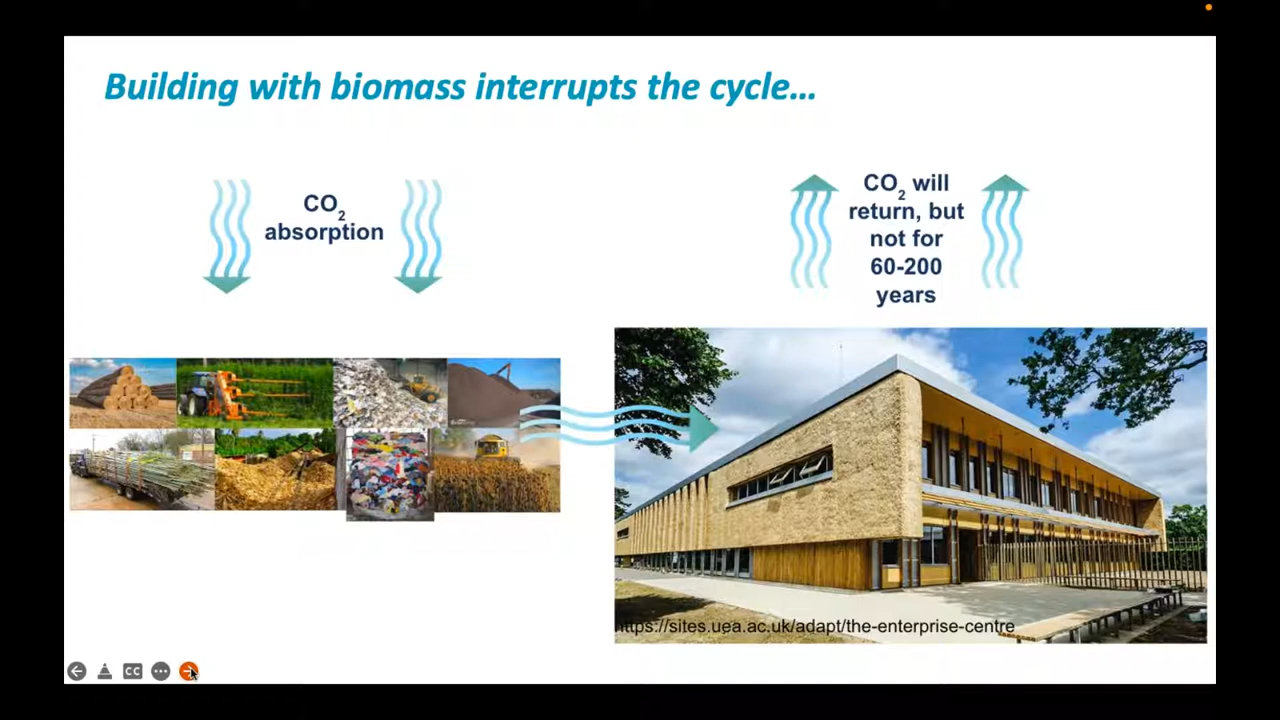 Building with biomass interrupts the cycle...
CO2
absorption
CO2 will
return, but
not for
60-200
years
https://sites.uea.ac.uk/adapt/the-enterprise-centre
CC